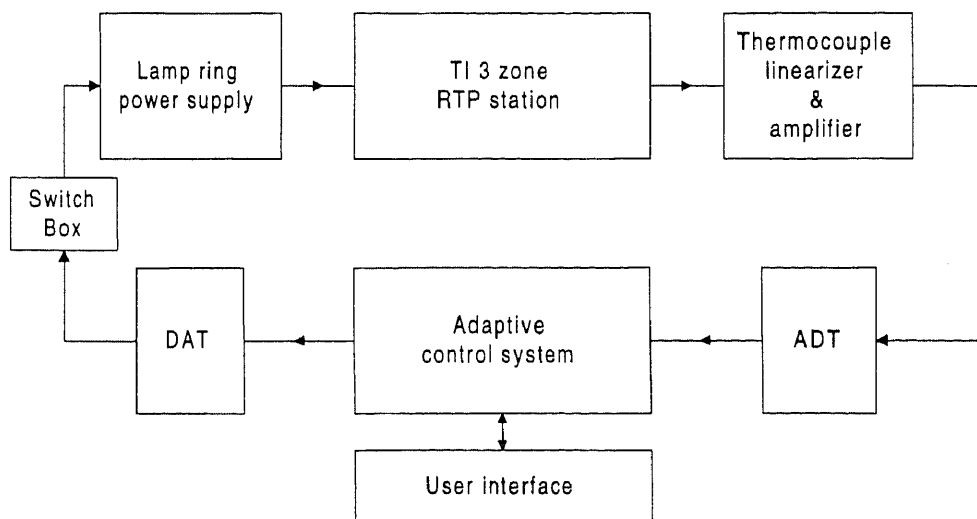 Lamp ring
power supply
TI 3 zone
RTP station
Thermocouple
linearizer
&
amplifier
Switch
Box
DAT
Adaptive
control system
ADT
User interface